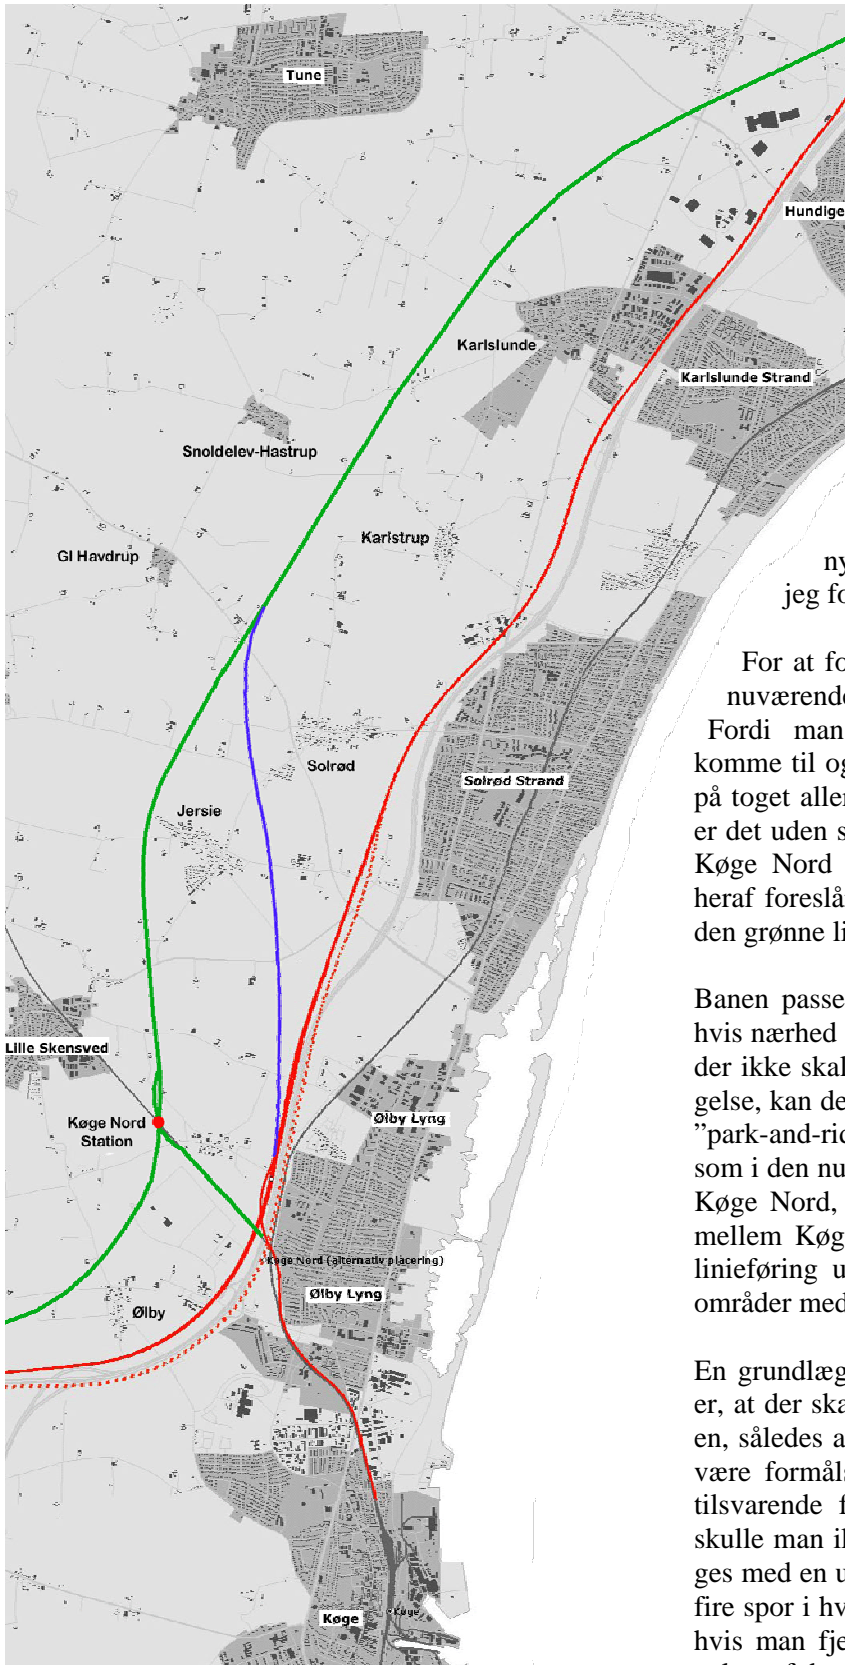 Tune
Hundige
Karlslunde
Karlslunde Strand
Snoldelev-Hastrup
Karlstrup
Gl Havdrup
Solrød
Solrød Strand
Jersie
Lille Skensved
Køge Nord
Station
Ølby Lyng
Køge Nord (alternativ placering)
Ølby Lyng
Ølby
Køge
Køge
ny
jeg fo
For at fo
nuværende
Fordi man
komme til og
på toget aller
er det uden s
Køge Nord
heraf foreslå
den grønne li
Banen passe
hvis nærhed
der ikke skal
gelse, kan de
”park-and-rid
som i den nu
Køge Nord,
mellem Køg
linieføring u
områder med
En grundlæg
er, at der ska
en, således a
være formåls
tilsvarende f
skulle man il
ges med en u
fire spor i hv
hvis man fje